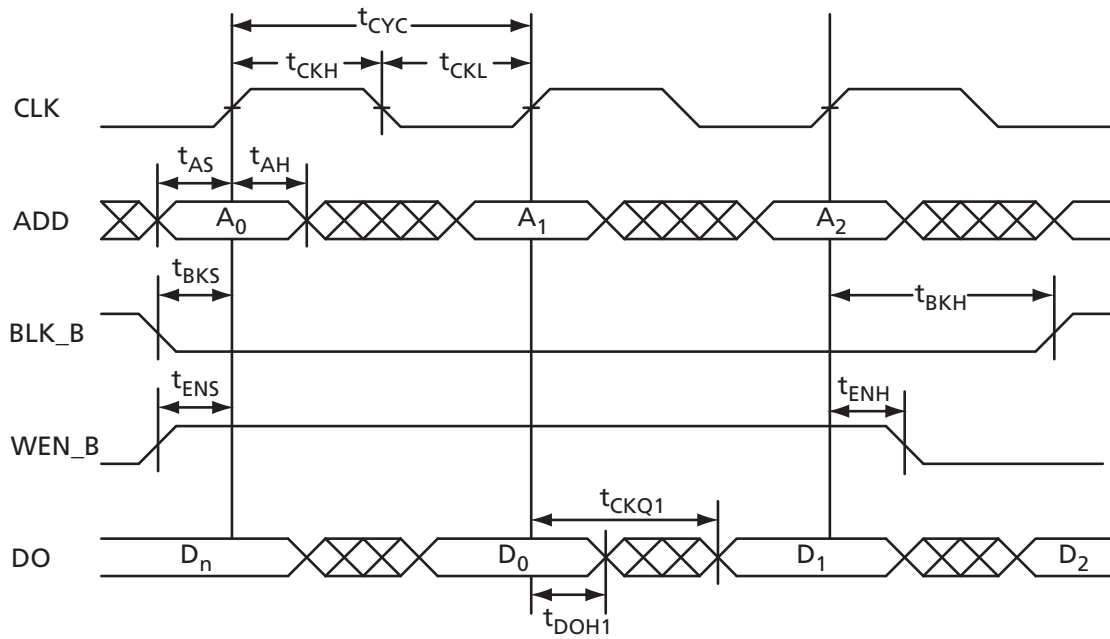 tCYC
tCKH tCKL
CLK
tAS tAH
ADD A0 A1 A2
tBKS tBKH
BLK_B
tENS tENH
WEN_B
tCKQ1
DO Dn D0 D1 D2
tDOH1